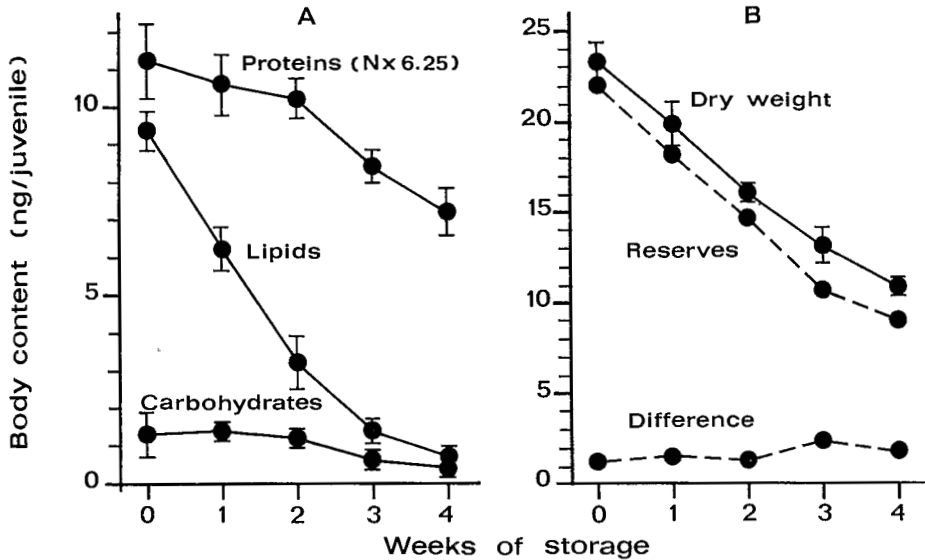 A
B
Body content (ng/juvenile)
10
5
0
Proteins (N×6.25)
Lipids
Carbohydrates
0 1 2 3 4
25
20
15
10
5
0
Dry weight
Reserves
Difference
0 1 2 3 4
Weeks of storage